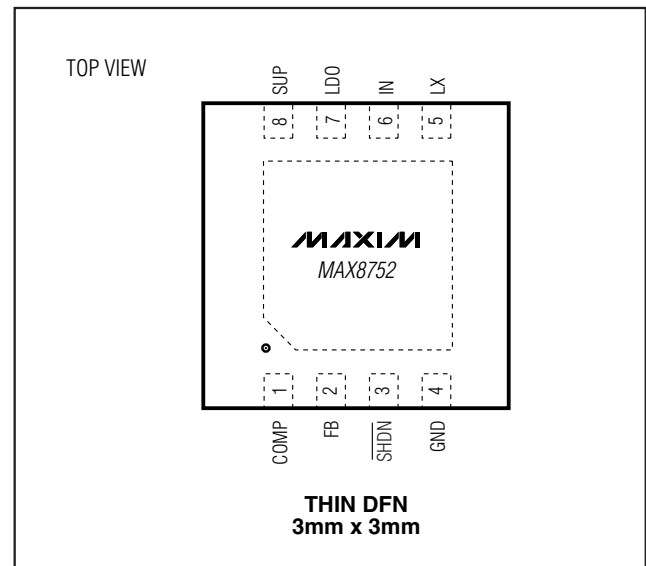 TOP VIEW
SUP LDO IN LX
8 7 6 5
MAXIM
MAX8752
1 2 3 4
COMP FB SHDN GND
THIN DFN
3mm x 3mm